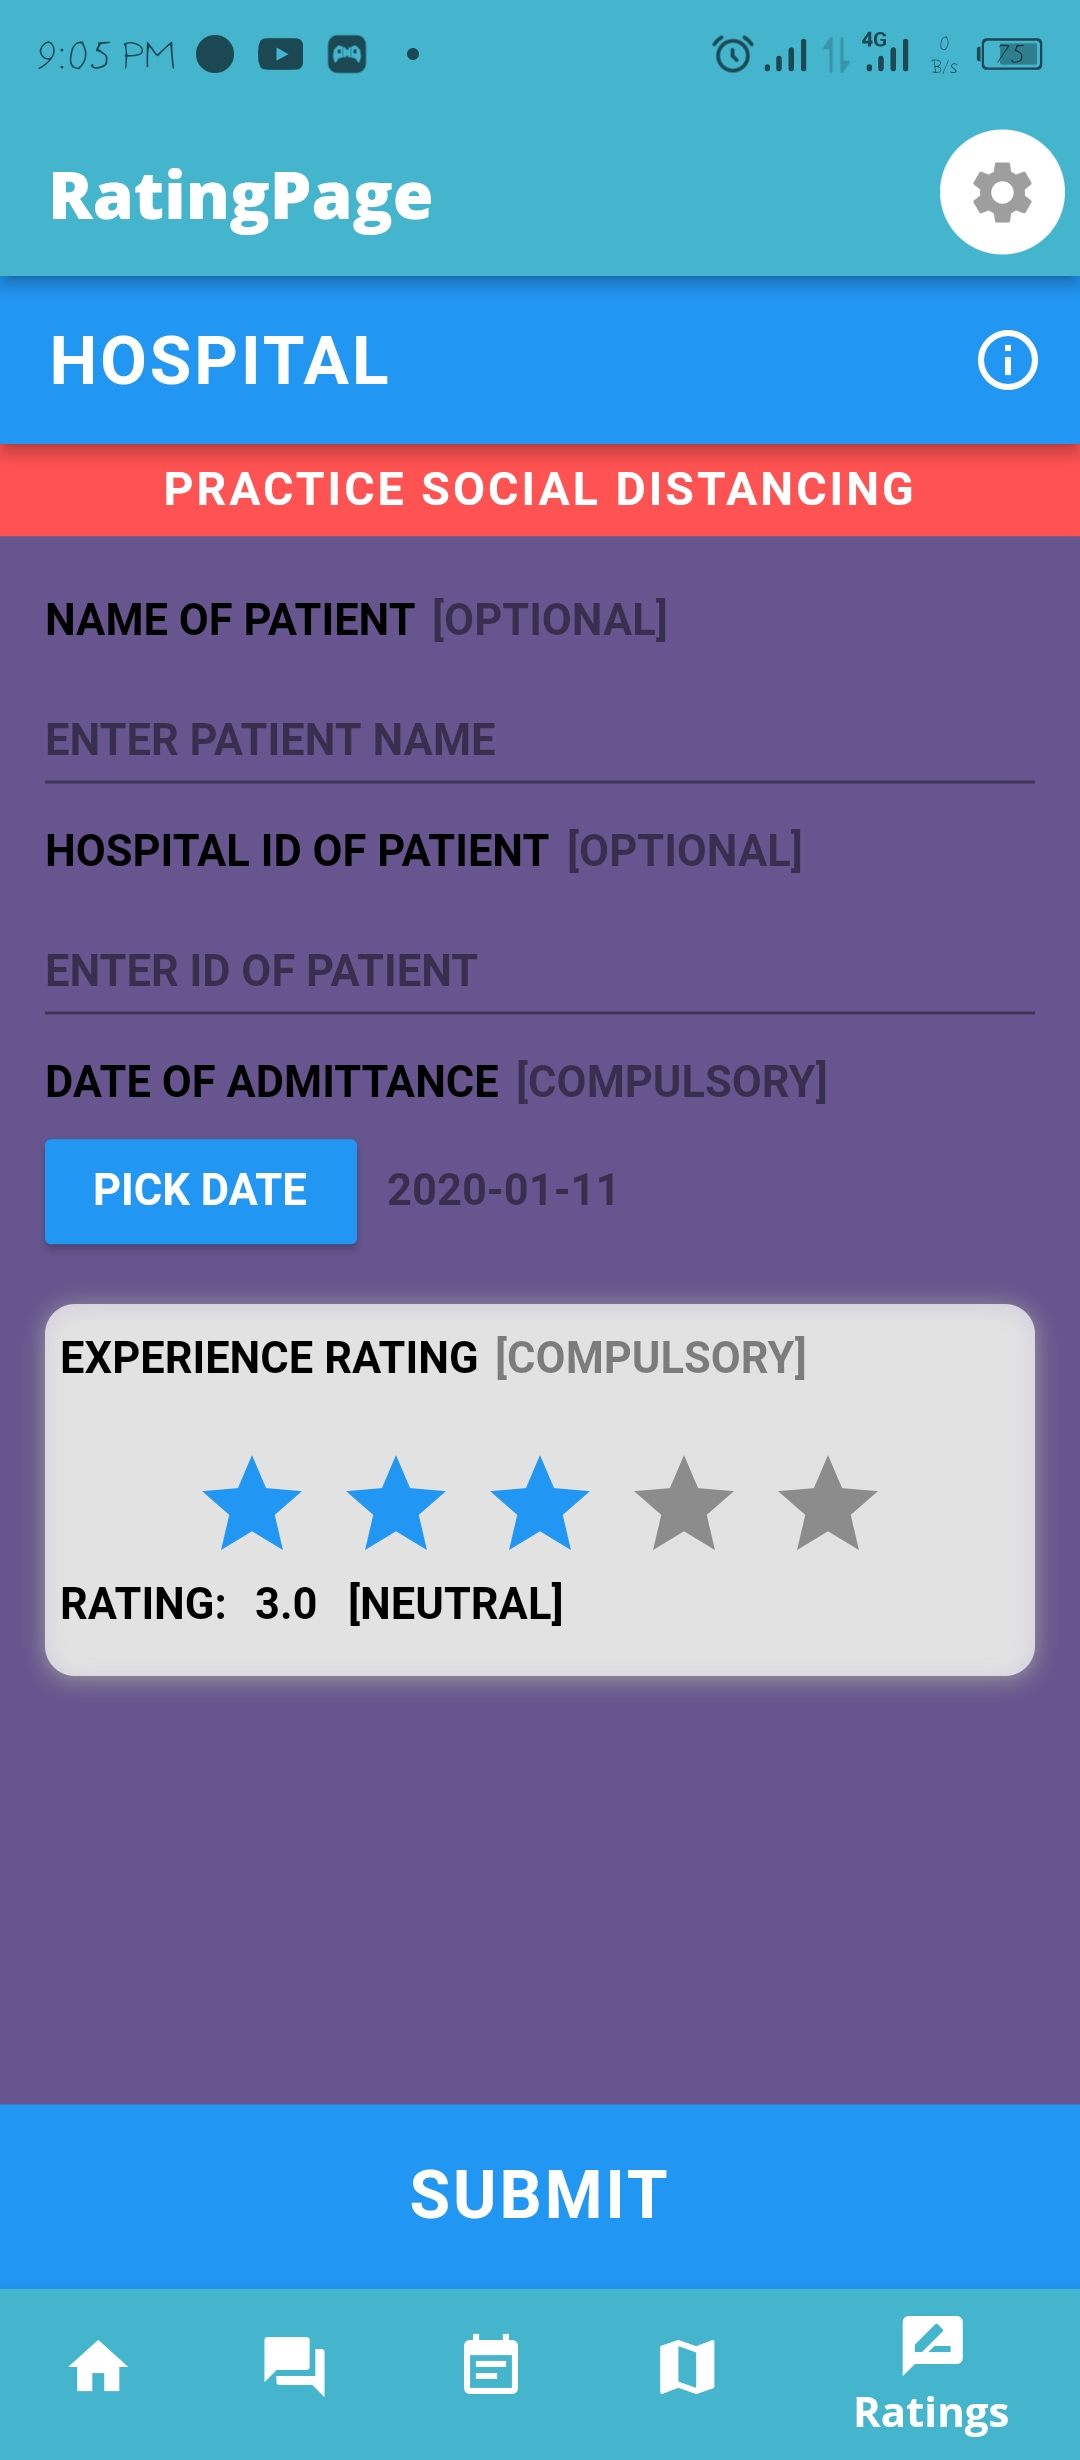 9:05 PM 4G 0 B/s 75
RatingPage
HOSPITAL
PRACTICE SOCIAL DISTANCING
NAME OF PATIENT [OPTIONAL]
ENTER PATIENT NAME
HOSPITAL ID OF PATIENT [OPTIONAL]
ENTER ID OF PATIENT
DATE OF ADMITTANCE [COMPULSORY]
PICK DATE 2020-01-11
EXPERIENCE RATING [COMPULSORY]
RATING: 3.0 [NEUTRAL]
SUBMIT
Ratings